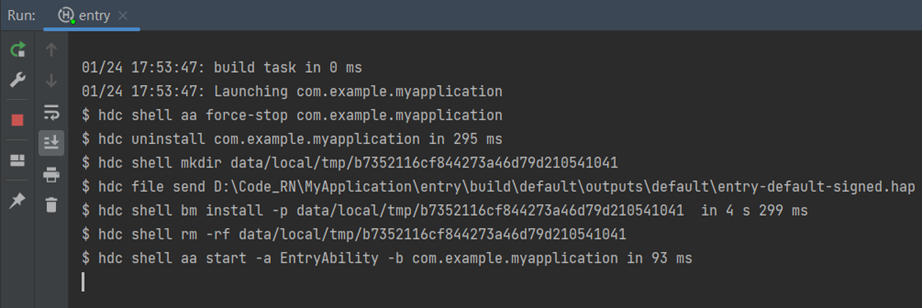 Run: entry
01/24 17:53:47: build task in 0 ms
01/24 17:53:47: Launching com.example.myapplication
$ hdc shell aa force-stop com.example.myapplication
$ hdc uninstall com.example.myapplication in 295 ms
$ hdc shell mkdir data/local/tmp/b7352116cf844273a46d79d210541041
$ hdc file send D:\Code_RN\MyApplication\entry\build\default\outputs\default\entry-default-signed.hap
$ hdc shell bm install -p data/local/tmp/b7352116cf844273a46d79d210541041  in 4 s 299 ms
$ hdc shell rm -rf data/local/tmp/b7352116cf844273a46d79d210541041
$ hdc shell aa start -a EntryAbility -b com.example.myapplication in 93 ms